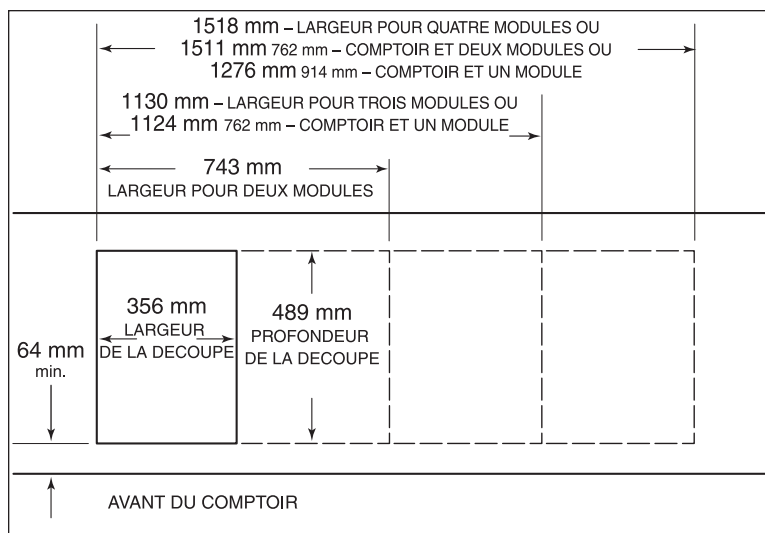 1518 mm – LARGEUR POUR QUATRE MODULES OU
1511 mm 762 mm – COMPTOIR ET DEUX MODULES OU
1276 mm 914 mm – COMPTOIR ET UN MODULE
1130 mm – LARGEUR POUR TROIS MODULES OU
1124 mm 762 mm – COMPTOIR ET UN MODULE
743 mm
LARGEUR POUR DEUX MODULES
356 mm
LARGEUR
DE LA DECOUPE
489 mm
PROFONDEUR
DE LA DECOUPE
64 mm
min.
AVANT DU COMPTOIR